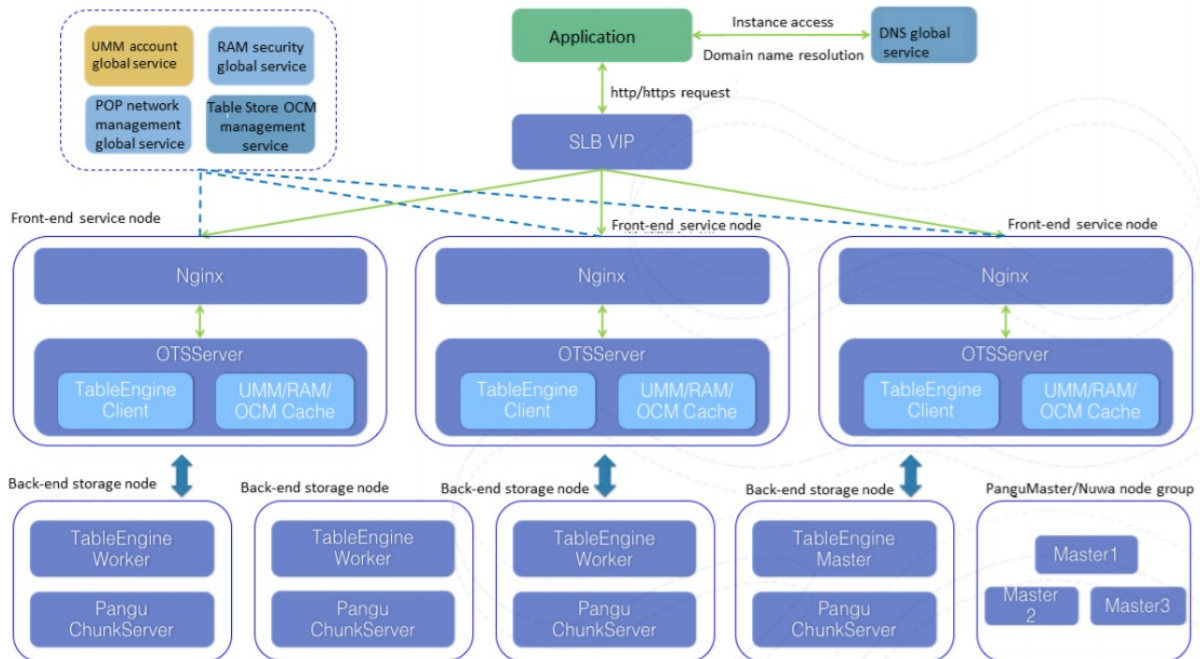 UMM account
global service
RAM security
global service
POP network
management
global service
Table Store OCM
management
service
Application
Instance access
Domain name resolution
DNS global
service
http/https request
SLB VIP
Front-end service node
Front-end service node
Front-end service node
Nginx
Nginx
Nginx
OTSServer
TableEngine
Client
UMM/RAM/
OCM Cache
OTSServer
TableEngine
Client
UMM/RAM/
OCM Cache
OTSServer
TableEngine
Client
UMM/RAM/
OCM Cache
Back-end storage node
Back-end storage node
Back-end storage node
Back-end storage node
PanguMaster/Nuwa node group
TableEngine
Worker
Pangu
ChunkServer
TableEngine
Worker
Pangu
ChunkServer
TableEngine
Worker
Pangu
ChunkServer
TableEngine
Master
Pangu
ChunkServer
Master1
Master
2
Master3